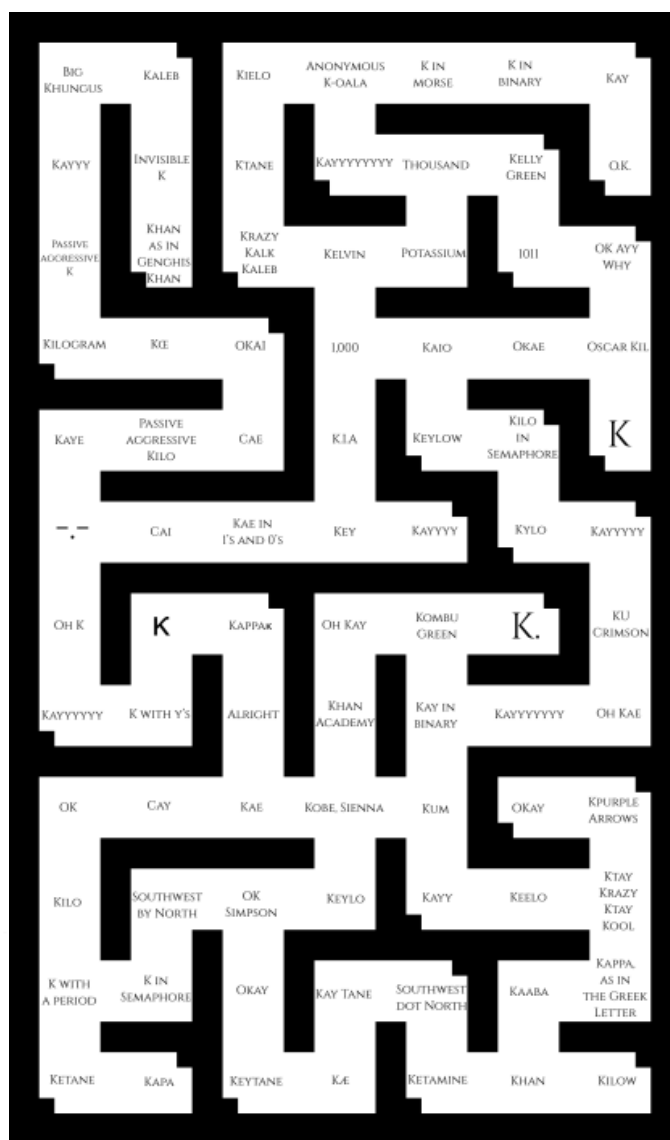 Big
Khungus
Kaleb
Kielo
Anonymous
K-oala
K in
Morse
K in
Binary
Kay
Kayyy
Invisible
K
Ktane
Kayyyyyyyy
Thousand
Kelly
Green
O.K.
Passive
Aggressive
K
Khan
as in
Genghis
Khan
Krazy
Kalk
Kaleb
Kelvin
Potassium
1011
OK Ayy
Why
Kilogram
Kœ
Okai
1,000
Kaio
Okae
Oscar Kil
Kaye
Passive
Aggressive
Kilo
Cae
K.I.A
Keylow
Kilo
in
Semaphore
K
–.–
Cai
Kae in
1's and 0's
Key
Kayyyy
Kylo
Kayyyyy
Oh K
K
Kappaκ
Oh Kay
Kombu
Green
K.
KU
Crimson
Kayyyyyy
K with Y's
Alright
Khan
Academy
Kay in
Binary
Kayyyyyyy
Oh Kae
OK
Cay
Kae
Kobe, Sienna
Kum
Okay
Kpurple
Arrows
Kilo
Southwest
by North
OK
Simpson
Keylo
Kayy
Keelo
Ktay
Krazy
Ktay
Kool
K with
a period
K in
Semaphore
Okay
Kay Tane
Southwest
dot North
Kaaba
Kappa,
as in
the Greek
Letter
Ketane
Kapa
Keytane
Kæ
Ketamine
Khan
Kilow